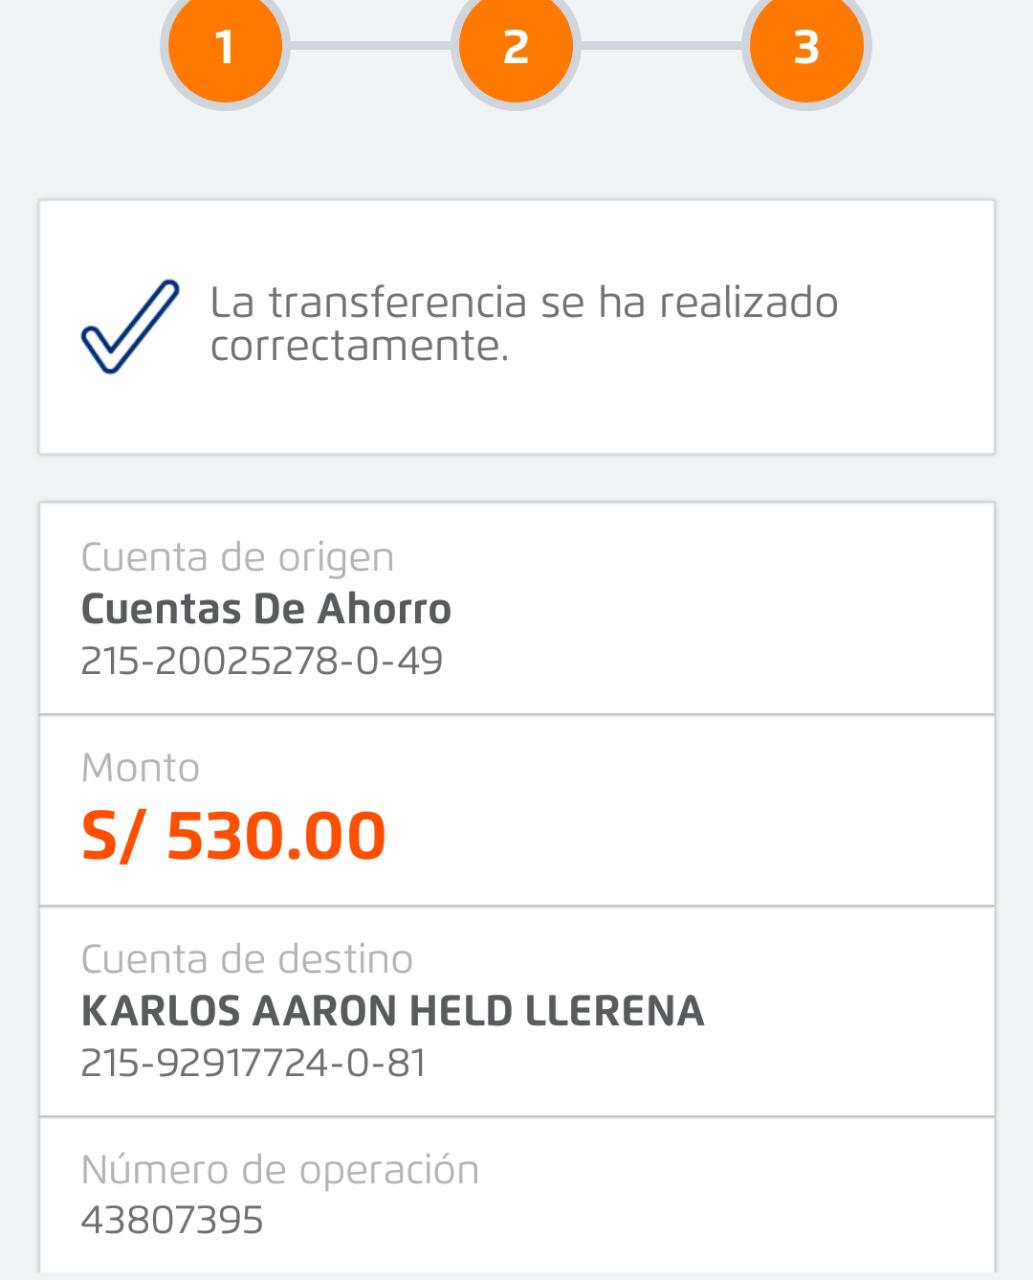 1 2 3
La transferencia se ha realizado
correctamente.
Cuenta de origen
Cuentas De Ahorro
215-20025278-0-49
Monto
S/ 530.00
Cuenta de destino
KARLOS AARON HELD LLERENA
215-92917724-0-81
Número de operación
43807395